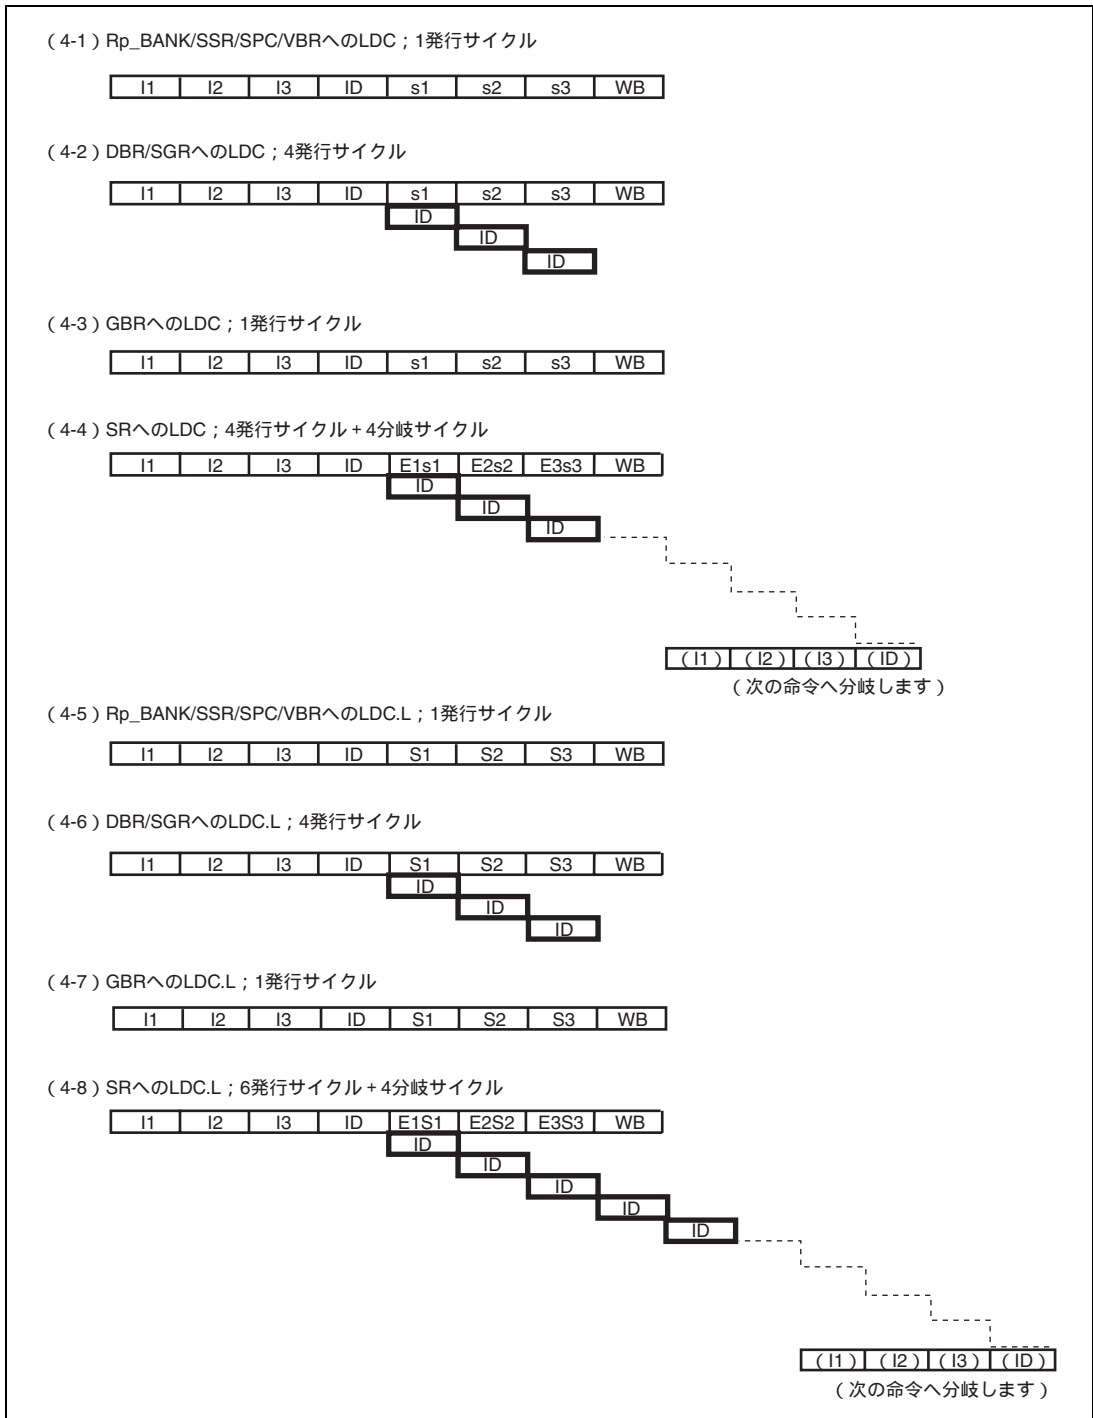 （4-1）Rp_BANK/SSR/SPC/VBRへのLDC；1発行サイクル
I1 I2 I3 ID s1 s2 s3 WB
（4-2）DBR/SGRへのLDC；4発行サイクル
I1 I2 I3 ID s1 s2 s3 WB
ID
ID
ID
（4-3）GBRへのLDC；1発行サイクル
I1 I2 I3 ID s1 s2 s3 WB
（4-4）SRへのLDC；4発行サイクル+4分岐サイクル
I1 I2 I3 ID E1s1 E2s2 E3s3 WB
ID
ID
ID
（I1） （I2） （I3） （ID）
（次の命令へ分岐します）
（4-5）Rp_BANK/SSR/SPC/VBRへのLDC.L；1発行サイクル
I1 I2 I3 ID S1 S2 S3 WB
（4-6）DBR/SGRへのLDC.L；4発行サイクル
I1 I2 I3 ID S1 S2 S3 WB
ID
ID
ID
（4-7）GBRへのLDC.L；1発行サイクル
I1 I2 I3 ID S1 S2 S3 WB
（4-8）SRへのLDC.L；6発行サイクル+4分岐サイクル
I1 I2 I3 ID E1S1 E2S2 E3S3 WB
ID
ID
ID
ID
ID
（I1） （I2） （I3） （ID）
（次の命令へ分岐します）